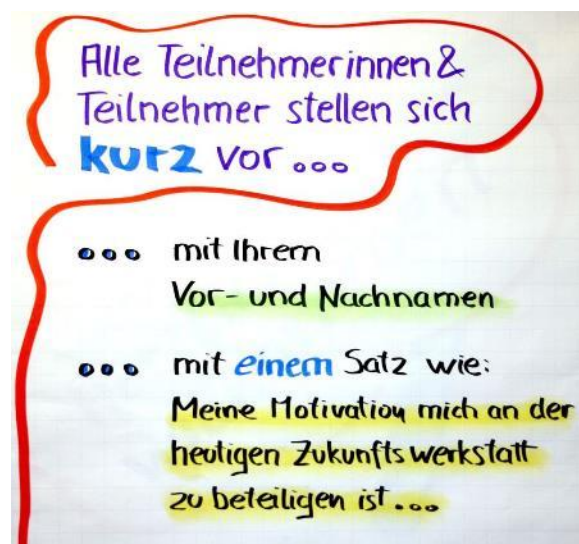 Alle Teilnehmerinnen &
Teilnehmer stellen sich
kurz vor...
... mit Ihrem
Vor- und Nachnamen
... mit einem Satz wie:
Meine Motivation mich an der
heutigen Zukunftswerkstatt
zu beteiligen ist...